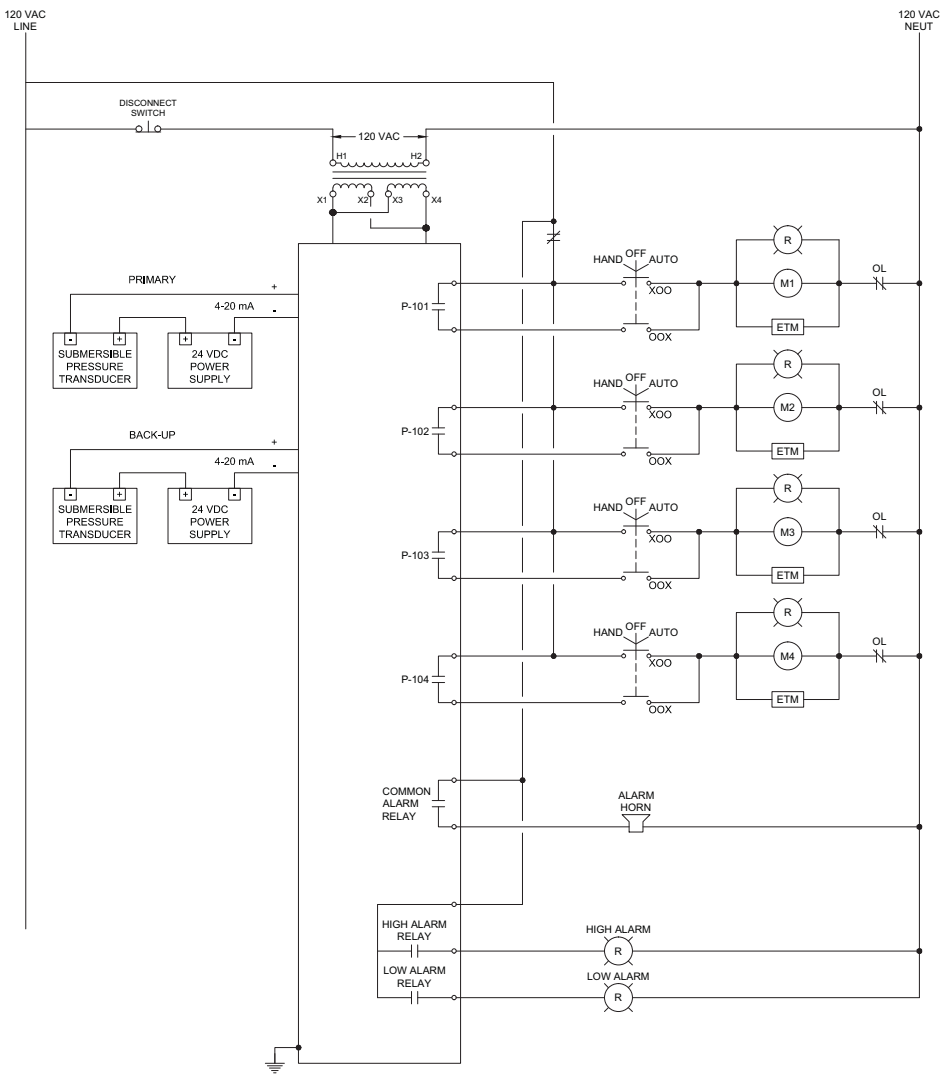 120 VAC
LINE
120 VAC
NEUT
DISCONNECT
SWITCH
120 VAC
H1
H2
X1
X2
X3
X4
PRIMARY
+
4-20 mA
-
- +
+ -
SUBMERSIBLE
PRESSURE
TRANSDUCER
24 VDC
POWER
SUPPLY
BACK-UP
+
4-20 mA
-
- +
+ -
SUBMERSIBLE
PRESSURE
TRANSDUCER
24 VDC
POWER
SUPPLY
P-101
HAND OFF AUTO
XOO
OOX
R
M1
ETM
OL
P-102
HAND OFF AUTO
XOO
OOX
R
M2
ETM
OL
P-103
HAND OFF AUTO
XOO
OOX
R
M3
ETM
OL
P-104
HAND OFF AUTO
XOO
OOX
R
M4
ETM
OL
COMMON
ALARM
RELAY
ALARM
HORN
HIGH ALARM
RELAY
HIGH ALARM
R
LOW ALARM
RELAY
LOW ALARM
R